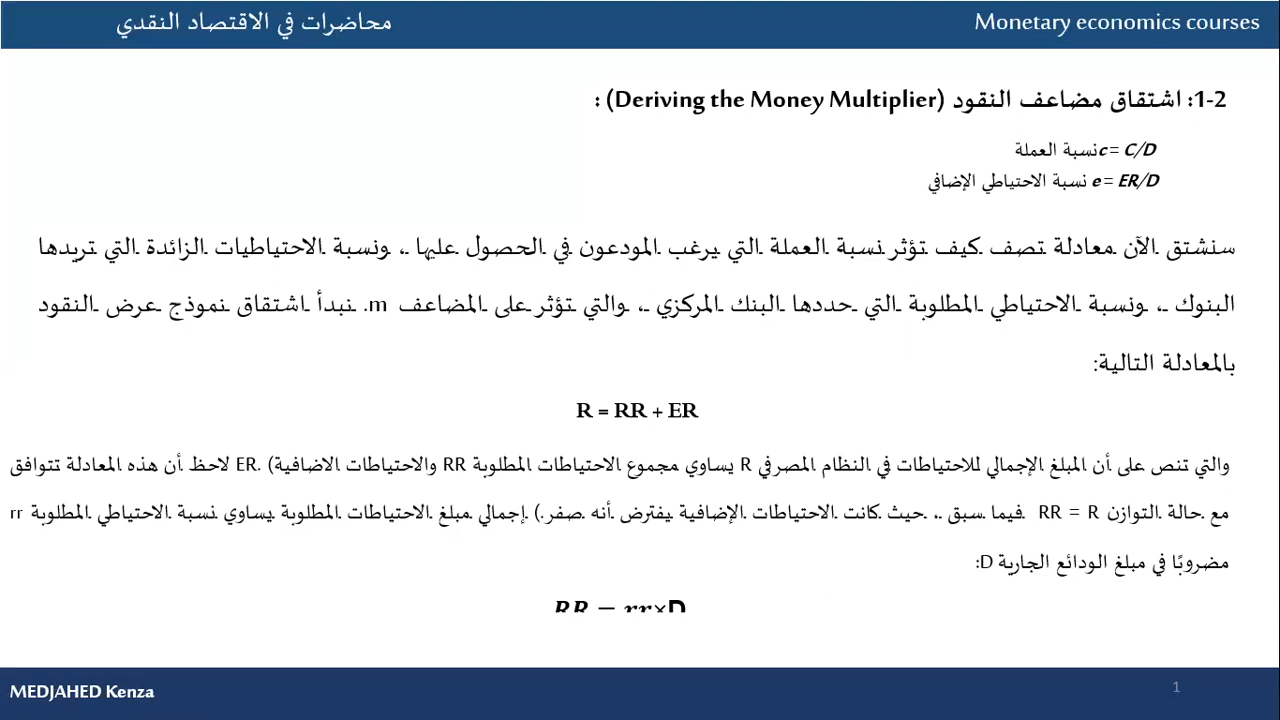 محاضرات في الاقتصاد النقدي
Monetary economics courses
1-2: اشتقاق مضاعف النقود (Deriving the Money Multiplier) :
c = C/D نسبة العملة
e = ER/D نسبة الاحتياطي الإضافي
سنشتق الآن معادلة تصف كيف تؤثر نسبة العملة التي يرغب المودعون في الحصول عليها ،، ونسبة الاحتياطيات الزائدة التي تريدها
البنوك ،، ونسبة الاحتياطي المطلوبة التي حددها البنك المركزي ،، والتي تؤثر على المضاعف m. نبدأ اشتقاق نموذج عرض النقود
بالمعادلة التالية:
R = RR + ER
والتي تنص على أن المبلغ الإجمالي للاحتياطات في النظام المصرفي R يساوي مجموع الاحتياطات المطلوبة RR والاحتياطات الاضافية) .ER لاحظ أن هذه المعادلة تتوافق
مع حالة التوازن RR = R فيما سبق ،، حيث كانت الاحتياطات الإضافية يفترض أنه صفر.) إجمالي مبلغ الاحتياطات المطلوبة يساوي نسبة الاحتياطي المطلوبة rr
مضروبًا في مبلغ الودائع الجارية D:
RR = rr×D
MEDJAHED Kenza
1